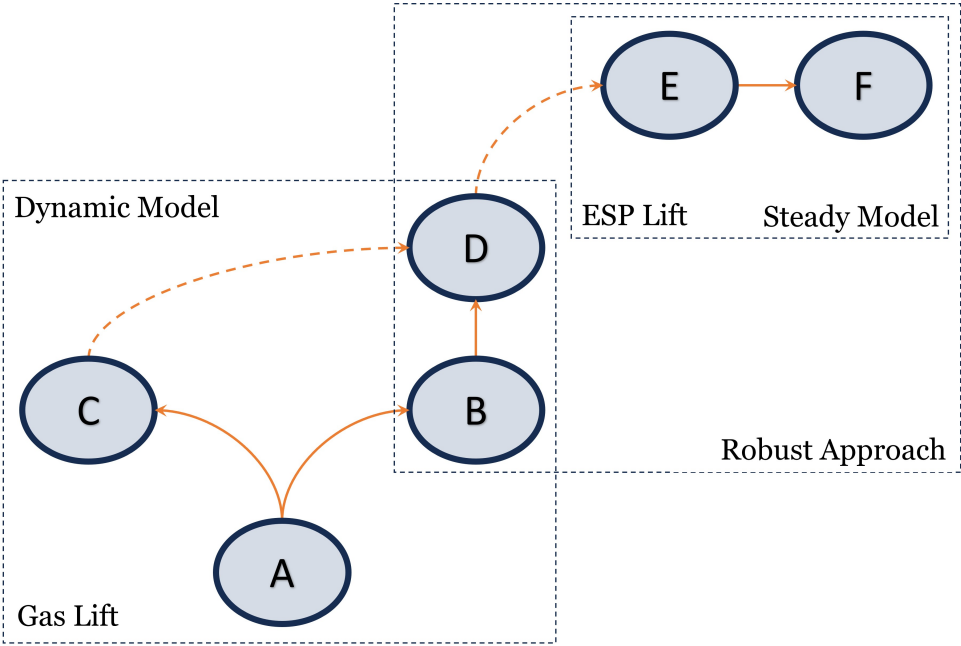 E
F
ESP Lift
Steady Model
Dynamic Model
D
C
B
Robust Approach
A
Gas Lift